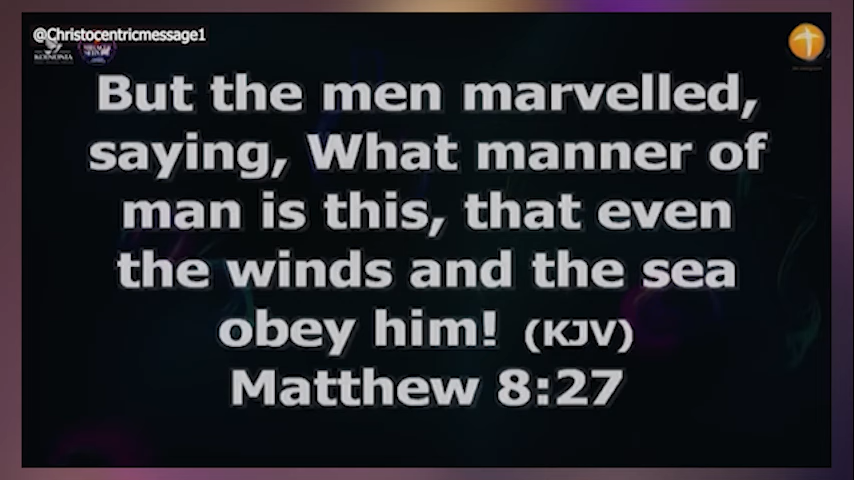 @Christocentricmessage1
KOINONIA
But the men marvelled,
saying, What manner of
man is this, that even
the winds and the sea
obey him! (KJV)
Matthew 8:27